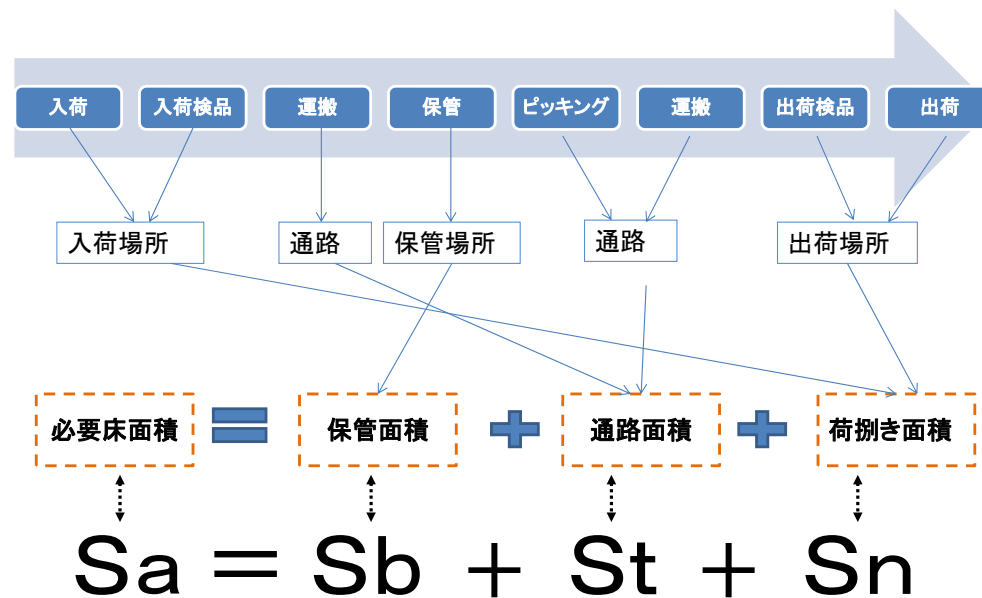 入荷
入荷検品
運搬
保管
ピッキング
運搬
出荷検品
出荷
入荷場所
通路
保管場所
通路
出荷場所
必要床面積
保管面積
通路面積
荷捌き面積
Sa = Sb + St + Sn